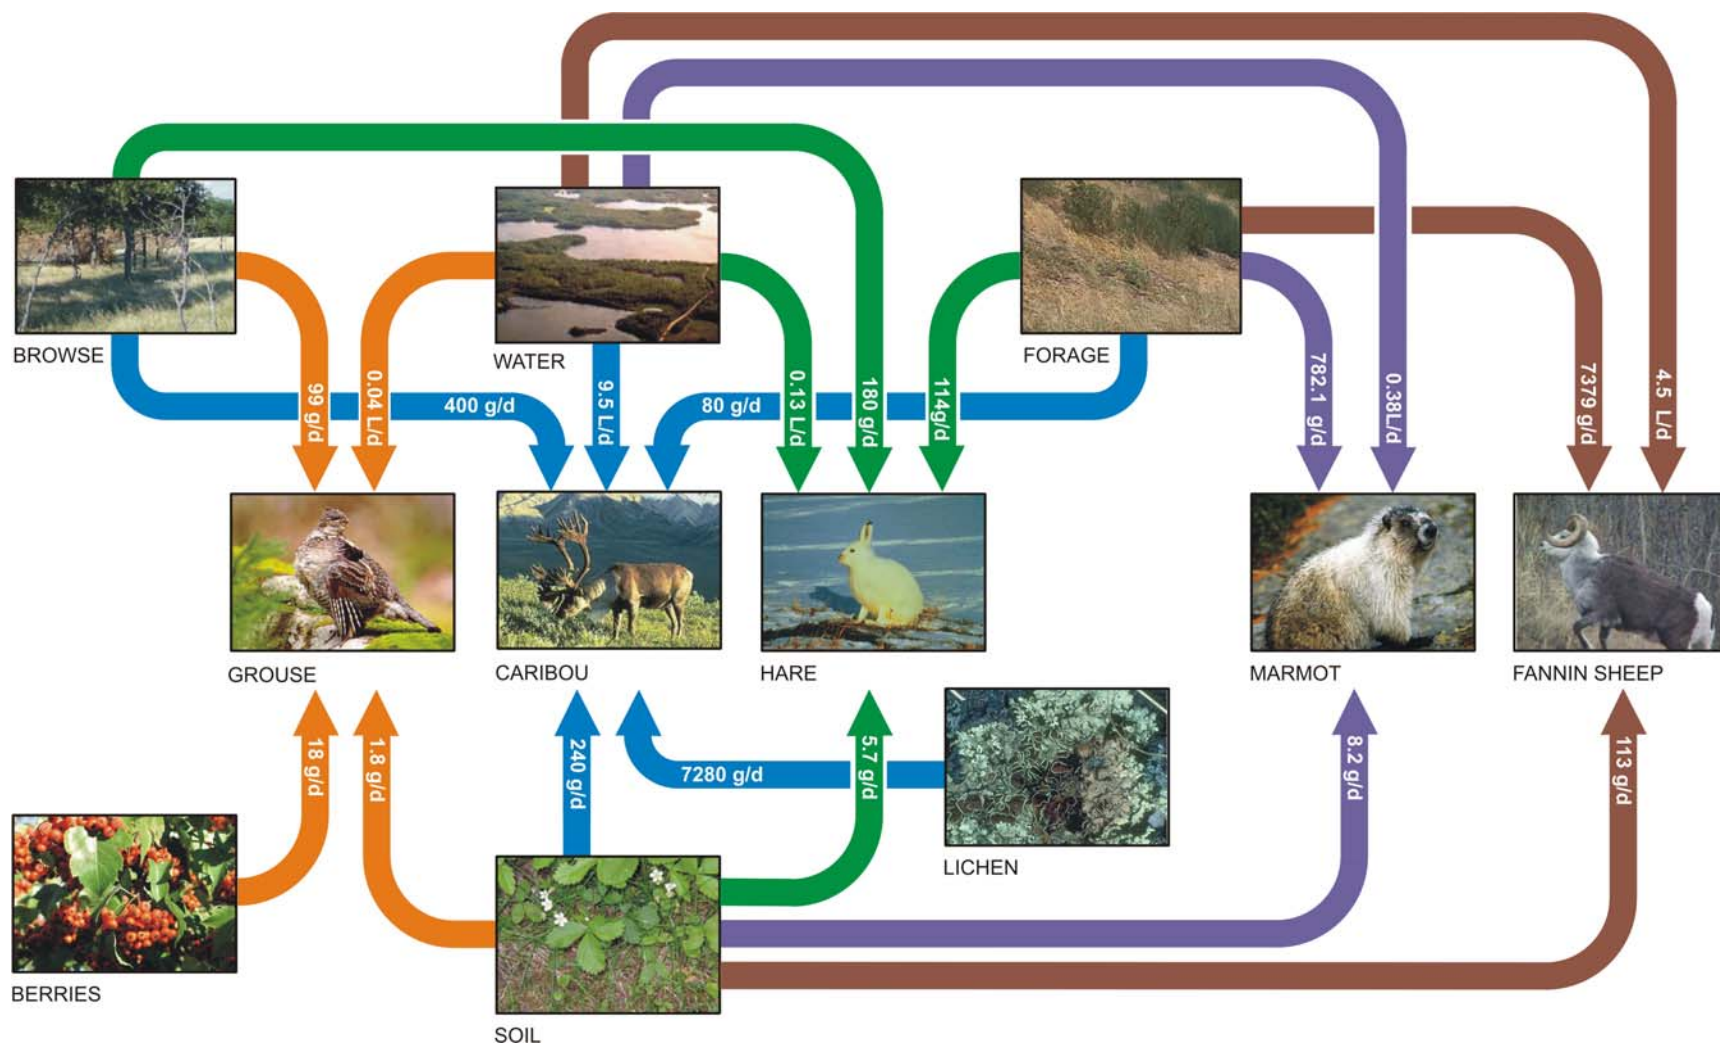 BROWSE
WATER
FORAGE
99 g/d
0.04 L/d
400 g/d
9.5 L/d
80 g/d
0.13 L/d
180 g/d
114g/d
782.1 g/d
0.38L/d
7379 g/d
4.5 L/d
GROUSE
CARIBOU
HARE
MARMOT
FANNIN SHEEP
18 g/d
1.8 g/d
240 g/d
7280 g/d
5.7 g/d
8.2 g/d
113 g/d
LICHEN
BERRIES
SOIL